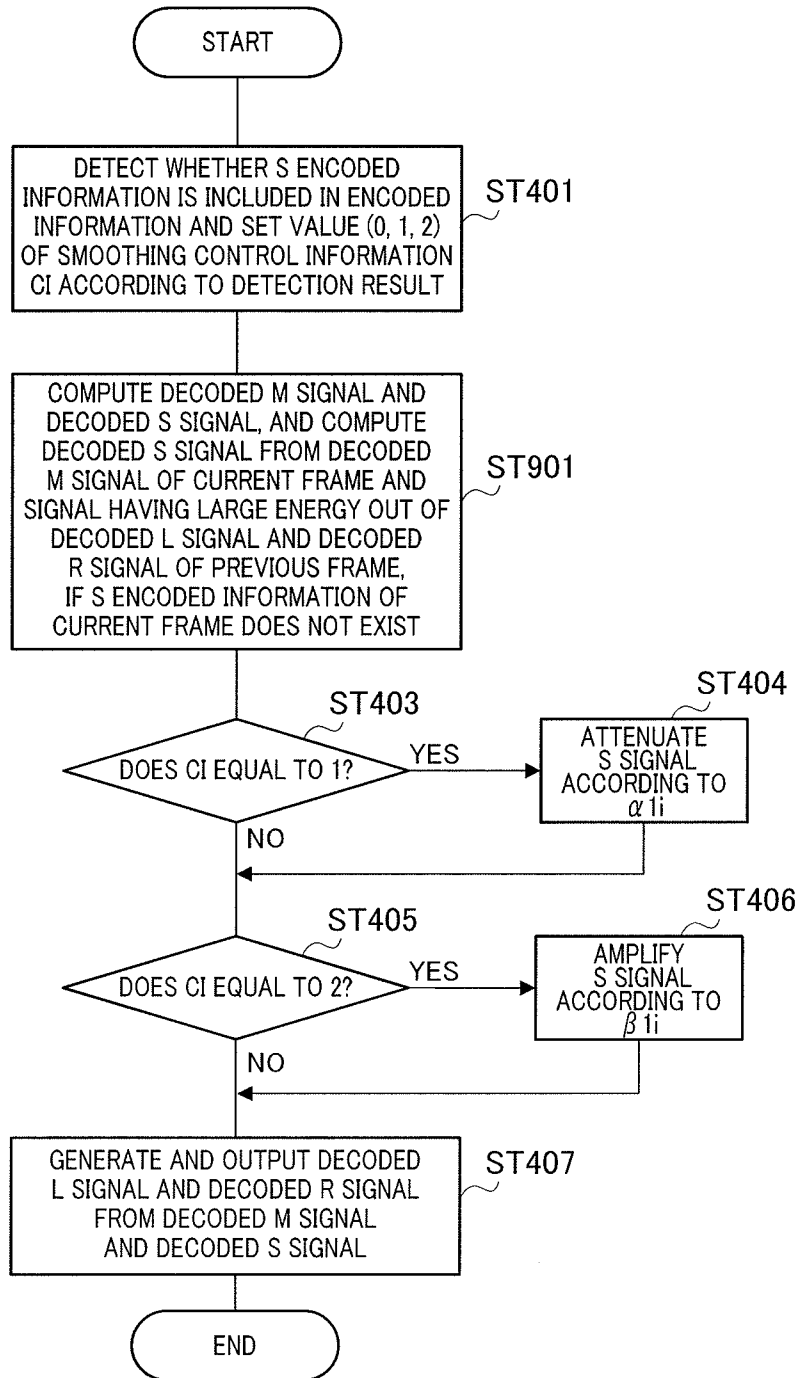 START
DETECT WHETHER S ENCODED
INFORMATION IS INCLUDED IN ENCODED
INFORMATION AND SET VALUE (0, 1, 2)
OF SMOOTHING CONTROL INFORMATION
CI ACCORDING TO DETECTION RESULT
ST401
COMPUTE DECODED M SIGNAL AND
DECODED S SIGNAL, AND COMPUTE
DECODED S SIGNAL FROM DECODED
M SIGNAL OF CURRENT FRAME AND
SIGNAL HAVING LARGE ENERGY OUT OF
DECODED L SIGNAL AND DECODED
R SIGNAL OF PREVIOUS FRAME,
IF S ENCODED INFORMATION OF
CURRENT FRAME DOES NOT EXIST
ST901
ST403
DOES CI EQUAL TO 1?
YES
NO
ST404
ATTENUATE
S SIGNAL
ACCORDING TO
α1i
ST405
DOES CI EQUAL TO 2?
YES
NO
ST406
AMPLIFY
S SIGNAL
ACCORDING TO
β1i
GENERATE AND OUTPUT DECODED
L SIGNAL AND DECODED R SIGNAL
FROM DECODED M SIGNAL
AND DECODED S SIGNAL
ST407
END